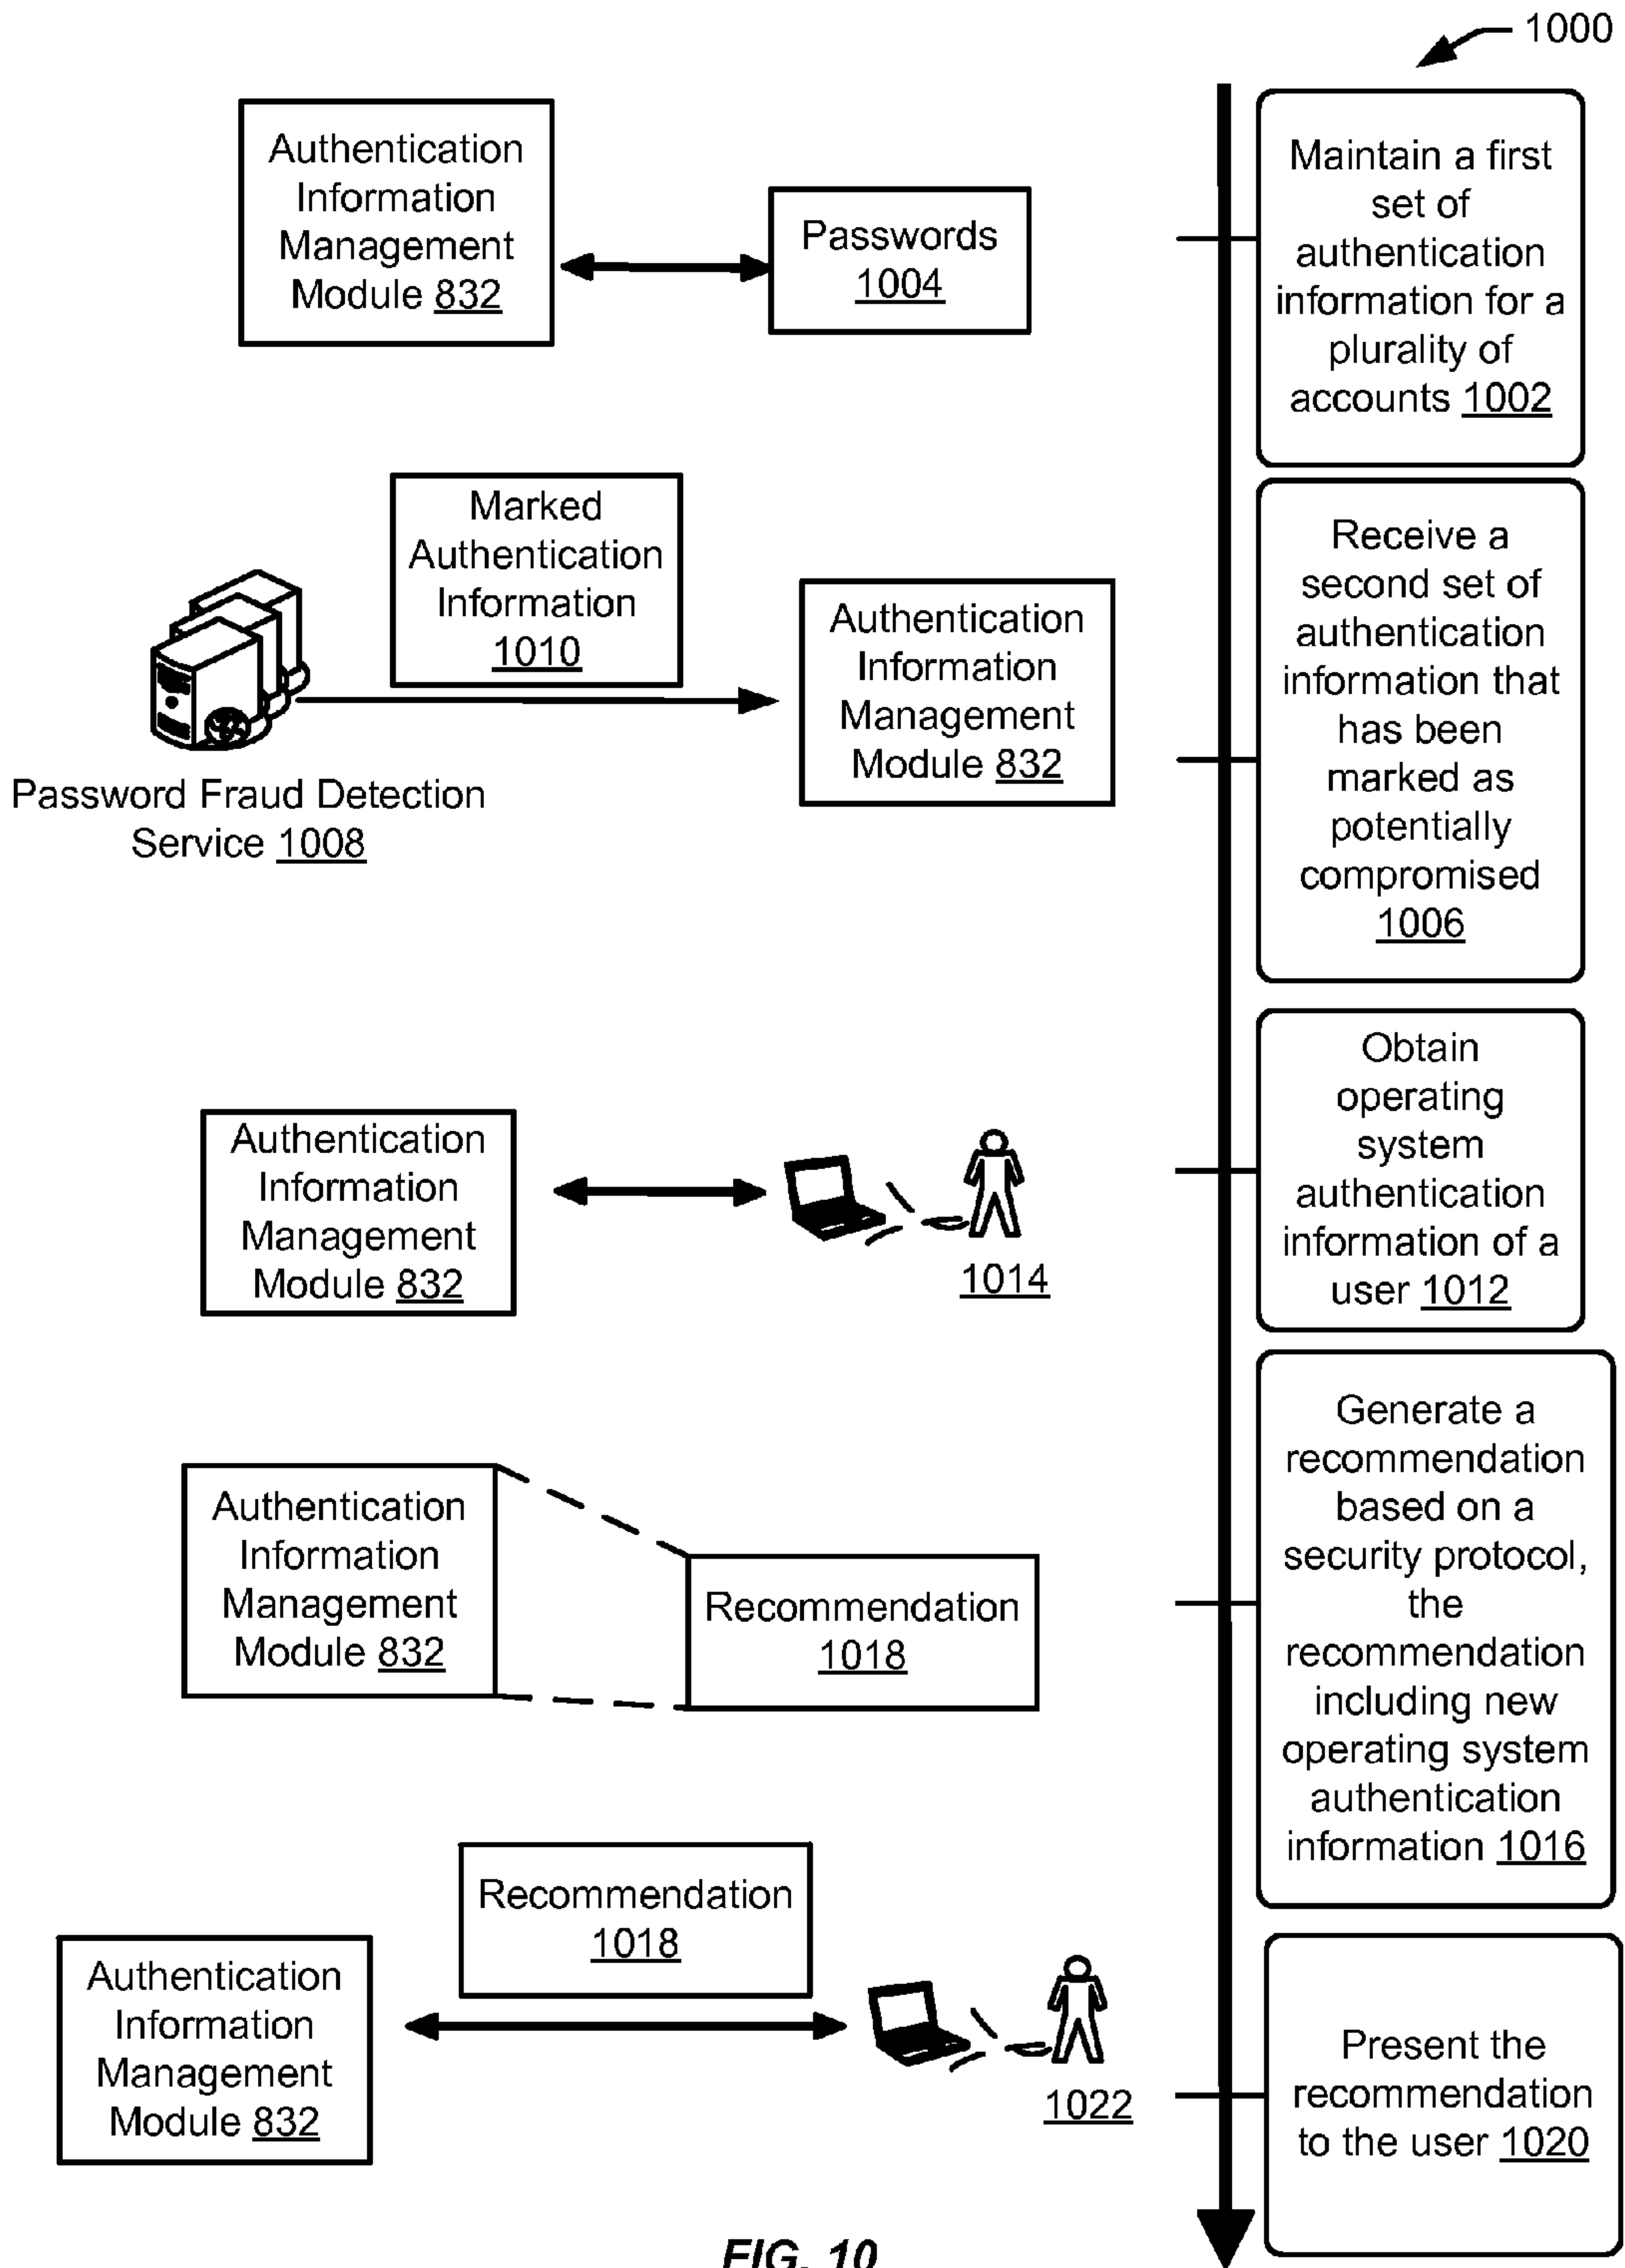 1000
Authentication
Information
Management
Module 832
Passwords
1004
Maintain a first
set of
authentication
information for a
plurality of
accounts 1002
Marked
Authentication
Information
1010
Password Fraud Detection
Service 1008
Authentication
Information
Management
Module 832
Receive a
second set of
authentication
information that
has been
marked as
potentially
compromised
1006
Authentication
Information
Management
Module 832
1014
Obtain
operating
system
authentication
information of a
user 1012
Authentication
Information
Management
Module 832
Recommendation
1018
Generate a
recommendation
based on a
security protocol,
the
recommendation
including new
operating system
authentication
information 1016
Authentication
Information
Management
Module 832
Recommendation
1018
1022
Present the
recommendation
to the user 1020
FIG. 10